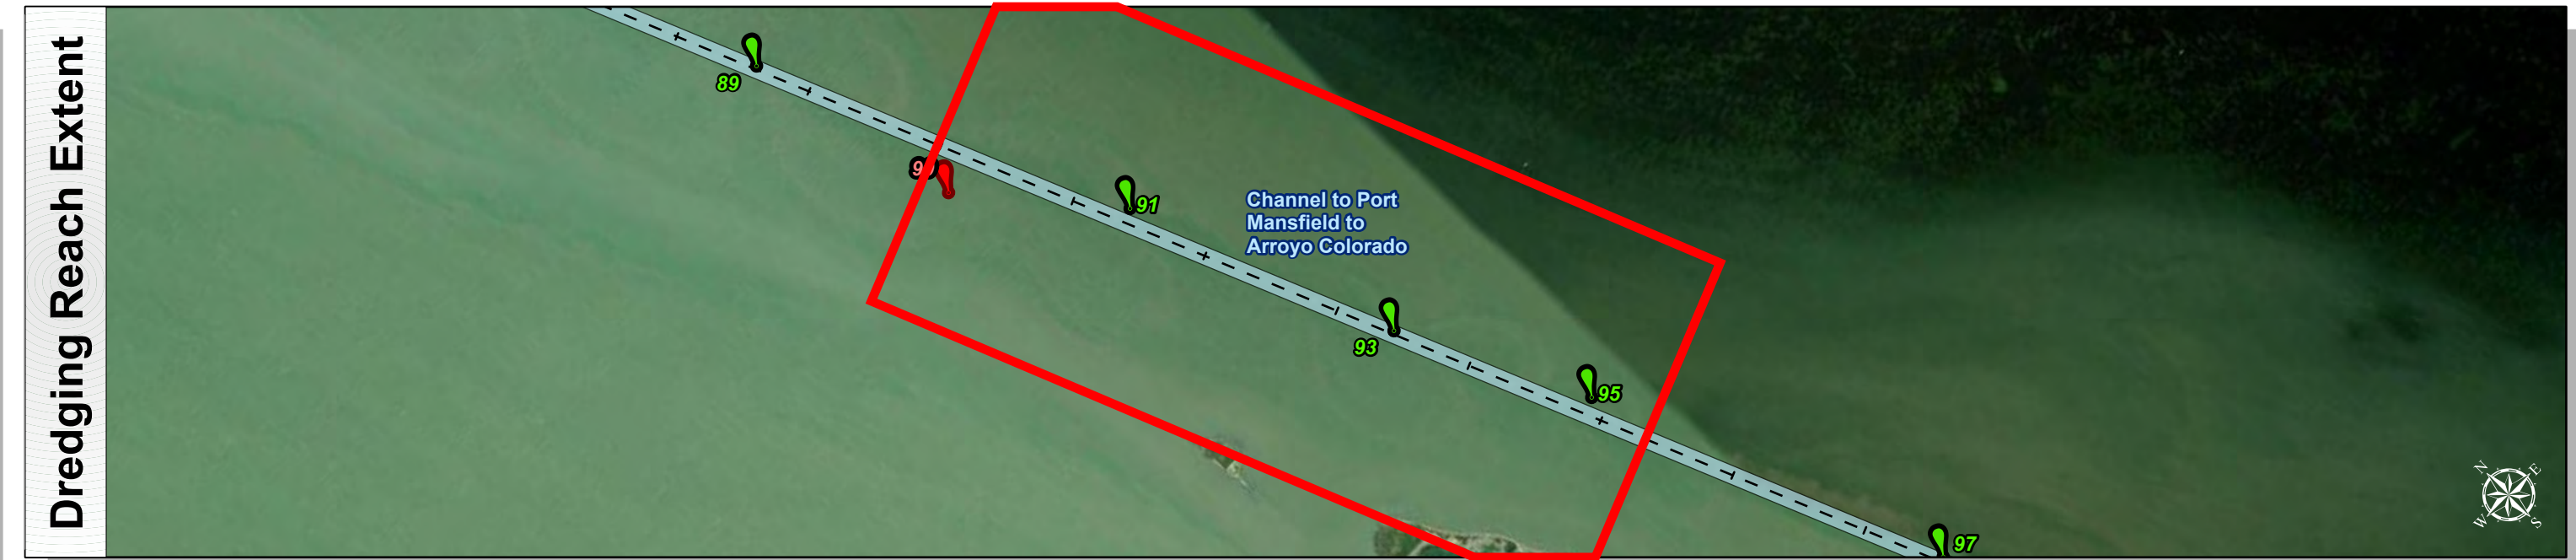 Dredging Reach Extent
89
91
Channel to Port
Mansfield to
Arroyo Colorado
93
95
97
N
E
W
S